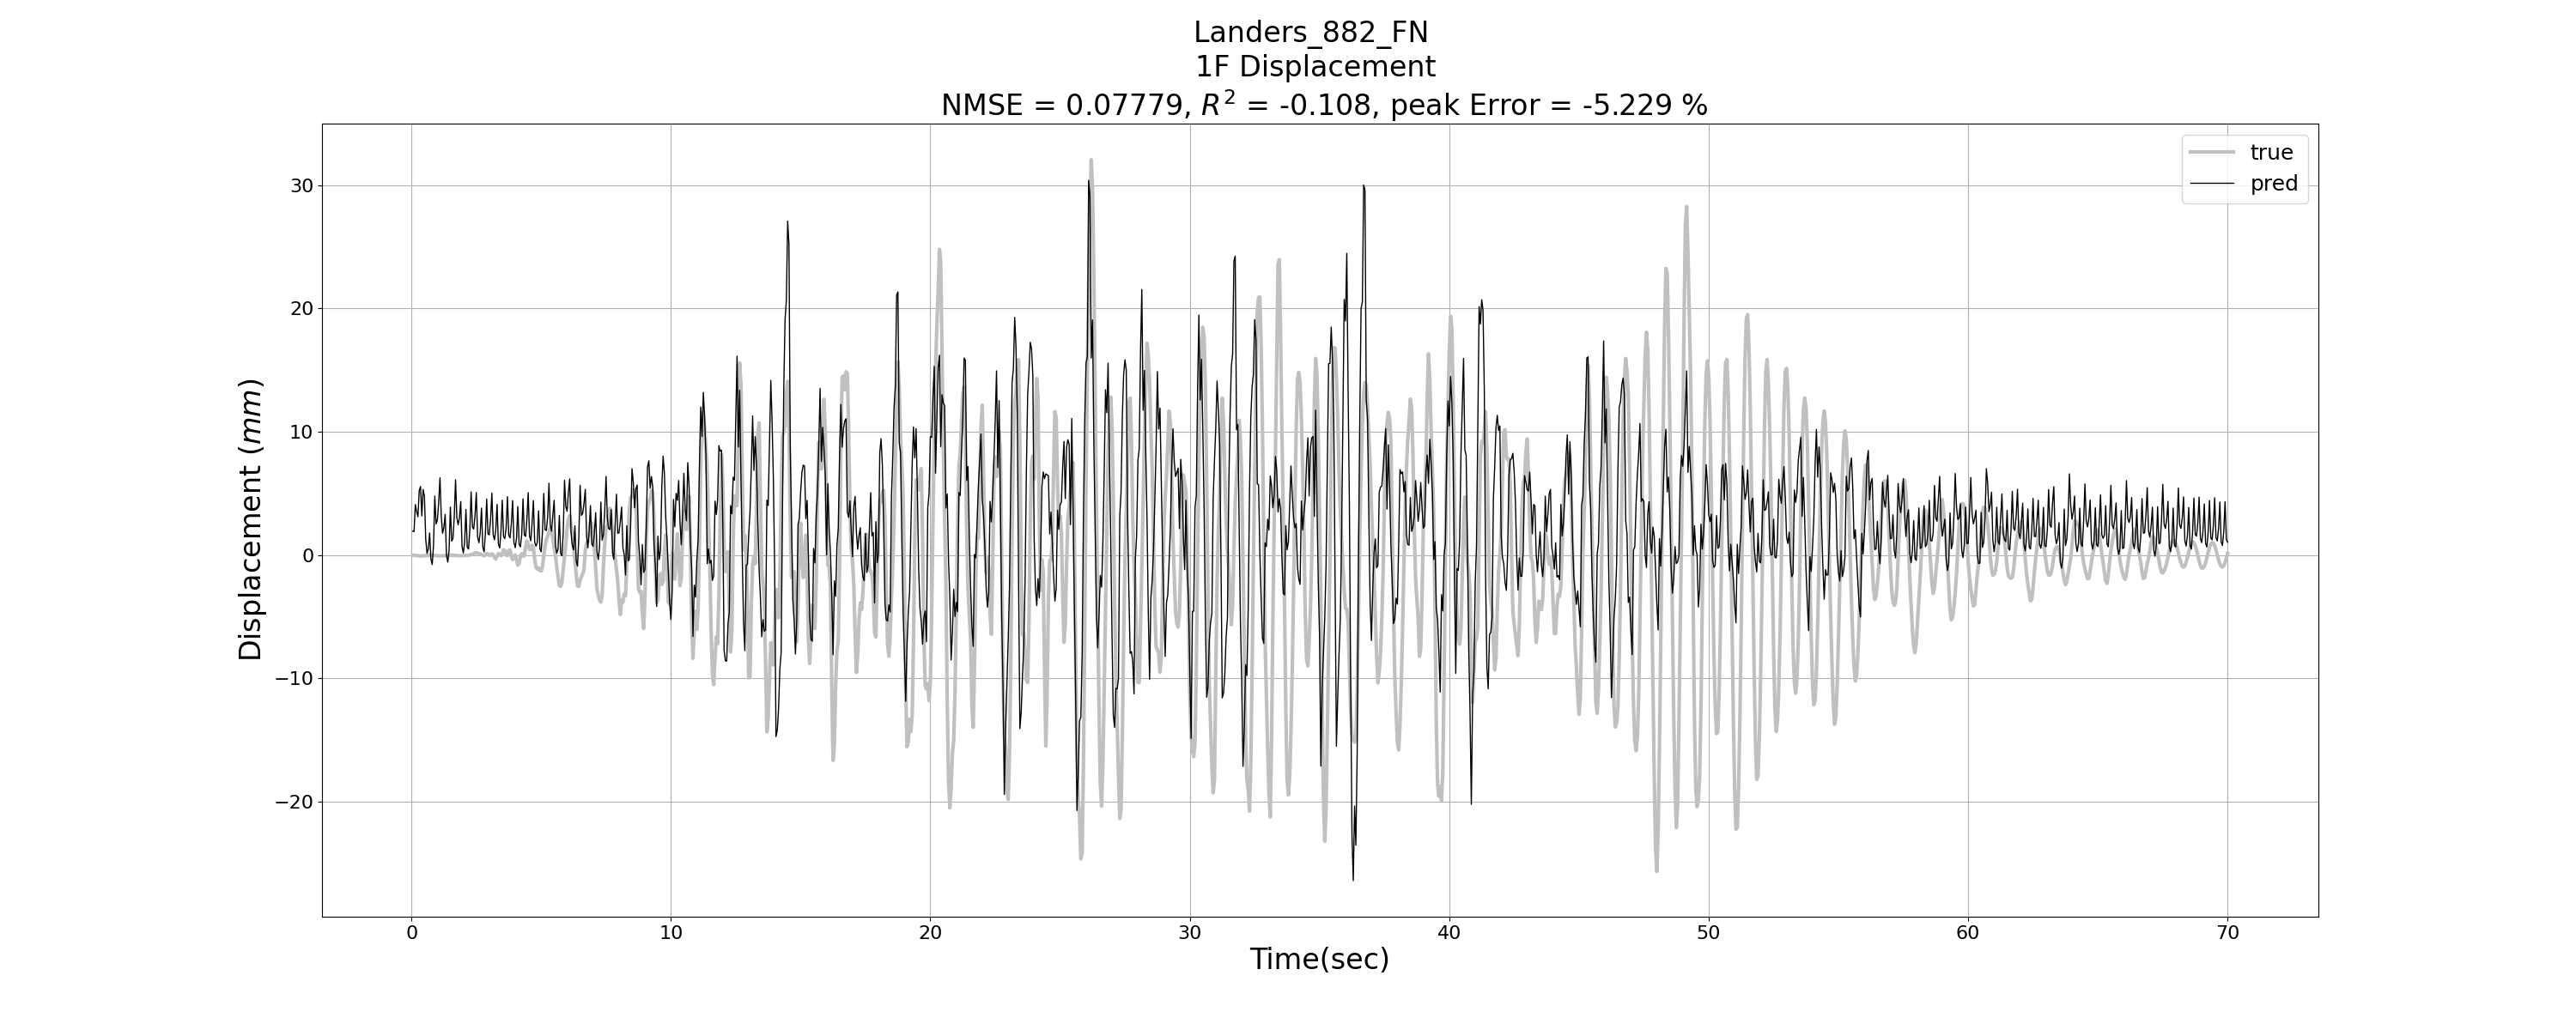 Landers_882_FN
1F Displacement
NMSE = 0.07779, R² = -0.108, peak Error = -5.229 %
true
pred
Displacement (mm)
30
20
10
0
−10
−20
0 10 20 30 40 50 60 70
Time(sec)